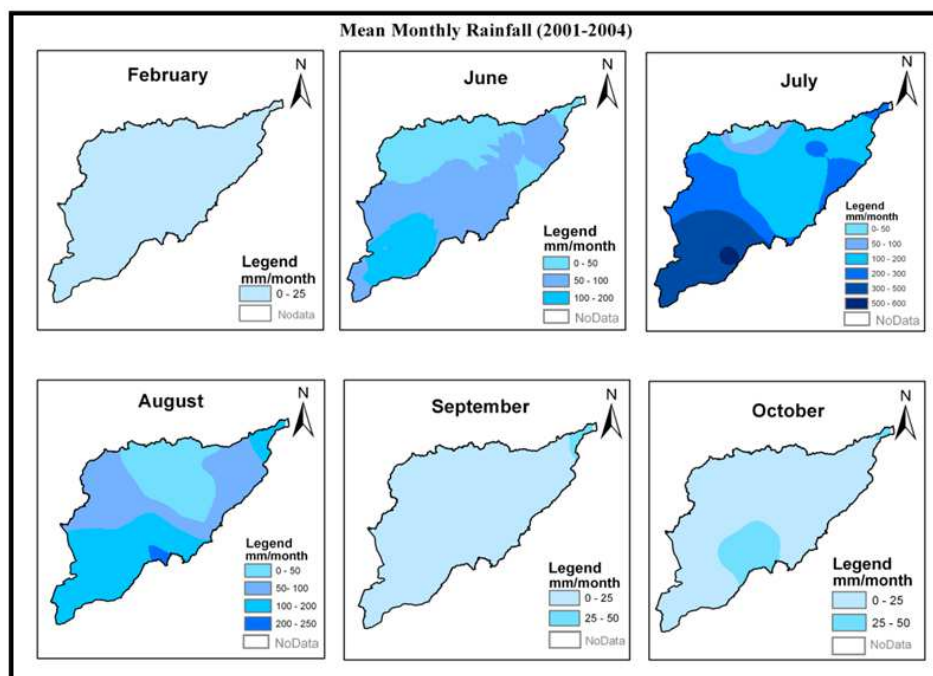 Mean Monthly Rainfall (2001-2004)
February
N
Legend
mm/month
0 - 25
Nodata
June
N
Legend
mm/month
0 - 50
50 - 100
100 - 200
NoData
July
N
Legend
mm/month
0- 50
50 - 100
100 - 200
200 - 300
300 - 500
500 - 600
NoData
August
N
Legend
mm/month
0 - 50
50- 100
100 - 200
200 - 250
NoData
September
N
Legend
mm/month
0 - 25
25 - 50
NoData
October
N
Legend
mm/month
0 - 25
25 - 50
NoData